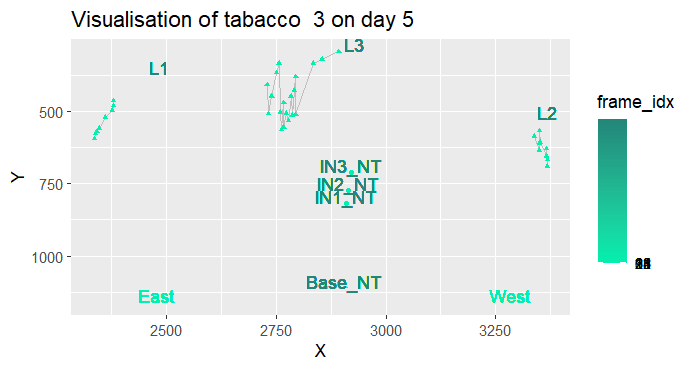 Visualisation of tabacco  3 on day 5
L3
L1
500
L2
IN3_NT
750
IN2_NT
IN1_NT
1000
Base_NT
East
West
2500
2750
3000
3250
X
Y
frame_idx